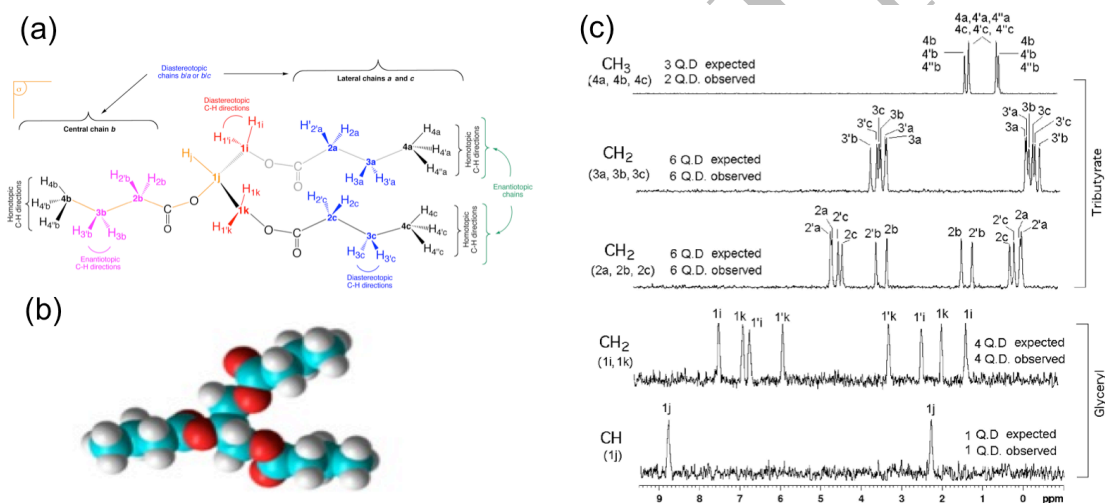 (a)
Diastereotopic
chains b/a or b/c
Lateral chains a and c
α
Central chain b
Diastereotopic
C-H directions
H1i
H1'i
1i
Hj
1j
H1k
H1'k
1k
O
C
O
H'2'a
H2a
2a
3a
H3a
H3'a
4a
H4a
H4'a
H4''a
Homotopic
C-H directions
Enantiotopic
chains
Homotopic
C-H directions
H4b
4b
H4'b
H4''b
3b
H3'b
H3b
H2'b
H2b
2b
C
O
O
Enantiotopic
C-H directions
O
C
O
H2'c
H2c
2c
3c
H3c
H3'c
4c
H4c
H4'c
H4''c
Homotopic
C-H directions
Diastereotopic
C-H directions
(b)
(c)
CH3
(4a, 4b, 4c)
3 Q.D expected
2 Q.D. observed
4b
4'b
4''b
4a,4'a,4''a
4c,4'c,4''c
4b
4'b
4''b
CH2
(3a, 3b, 3c)
6 Q.D expected
6 Q.D. observed
3'b
3'c
3c
3b
3'a
3a
3a
3'a
3b
3c
3'c
3'b
CH2
(2a, 2b, 2c)
6 Q.D expected
6 Q.D. observed
2a
2'a
2'c
2c
2'b
2b
2b
2'b
2c
2'c
2a
2'a
Tributyrate
CH2
(1i, 1k)
1i
1k
1'i
1'k
1'k
1'i
1k
1i
4 Q.D expected
4 Q.D. observed
CH
(1j)
1j
1j
1 Q.D expected
1 Q.D. observed
Glyceryl
9 8 7 6 5 4 3 2 1 0 ppm